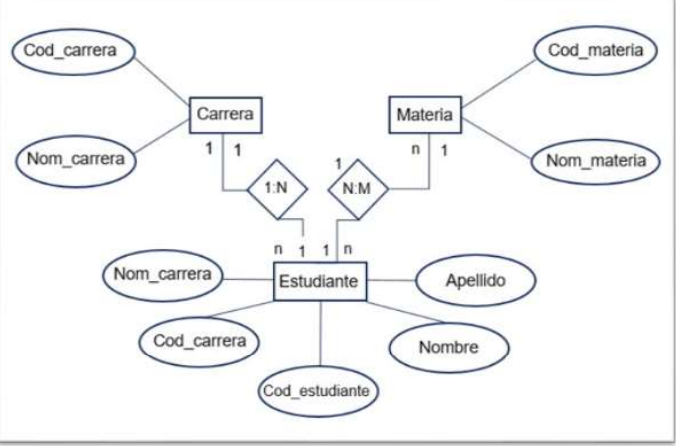 Cod_carrera
Cod_materia
Carrera
Materia
Nom_carrera
Nom_materia
1 1
n 1
1:N
1
N:M
n 1
1 n
Nom_carrera
Estudiante
Apellido
Cod_carrera
Nombre
Cod_estudiante